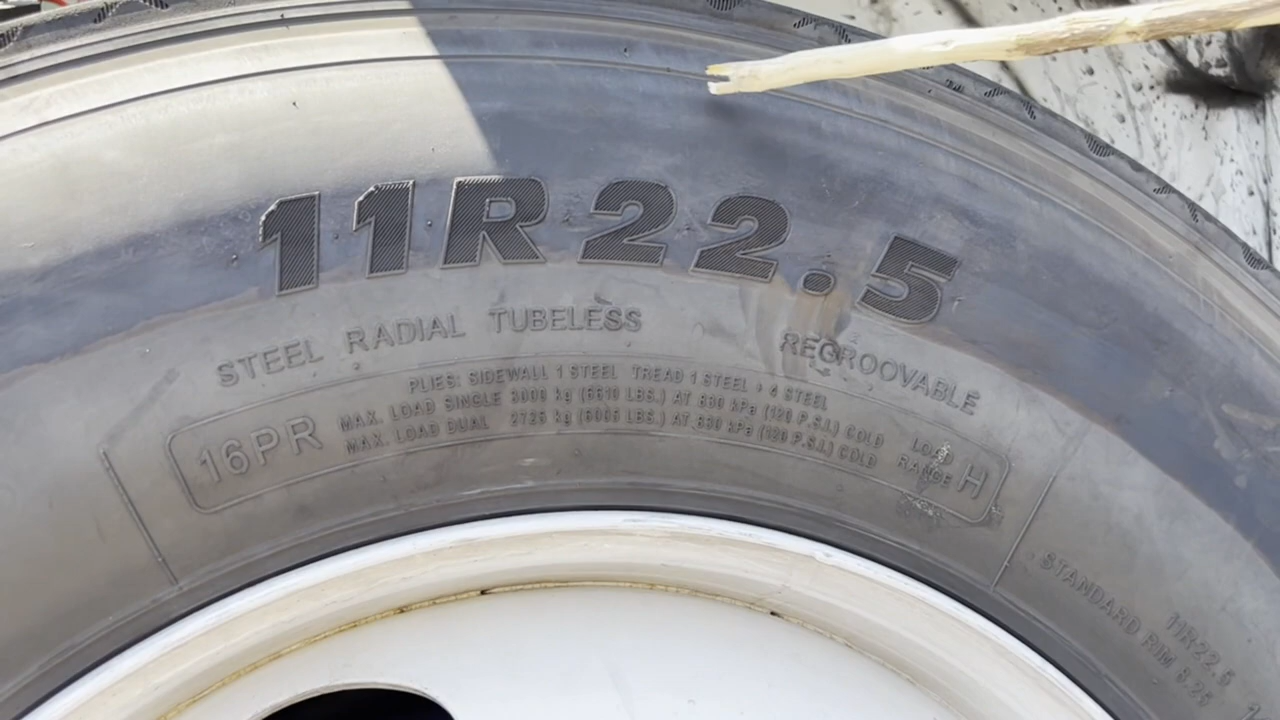 11R22.5
STEEL RADIAL TUBELESS REGROOVABLE
PLIES: SIDEWALL 1 STEEL TREAD 1 STEEL + 4 STEEL
16PR MAX. LOAD SINGLE 3000 kg (6610 LBS.) AT 830 kPa (120 P.S.I.) COLD
MAX. LOAD DUAL 2725 kg (6005 LBS.) AT 830 kPa (120 P.S.I.) COLD
LOAD RANGE H
11R22.5
STANDARD RIM 8.25